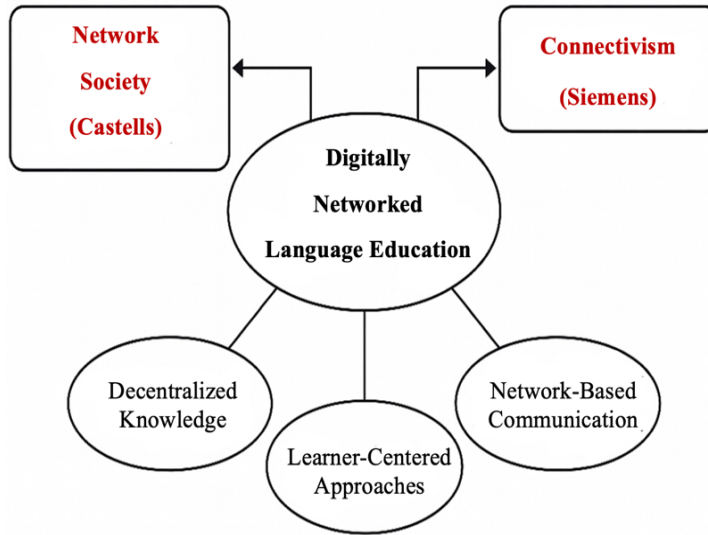 Network
Society
(Castells)
Connectivism
(Siemens)
Digitally
Networked
Language Education
Decentralized
Knowledge
Learner-Centered
Approaches
Network-Based
Communication